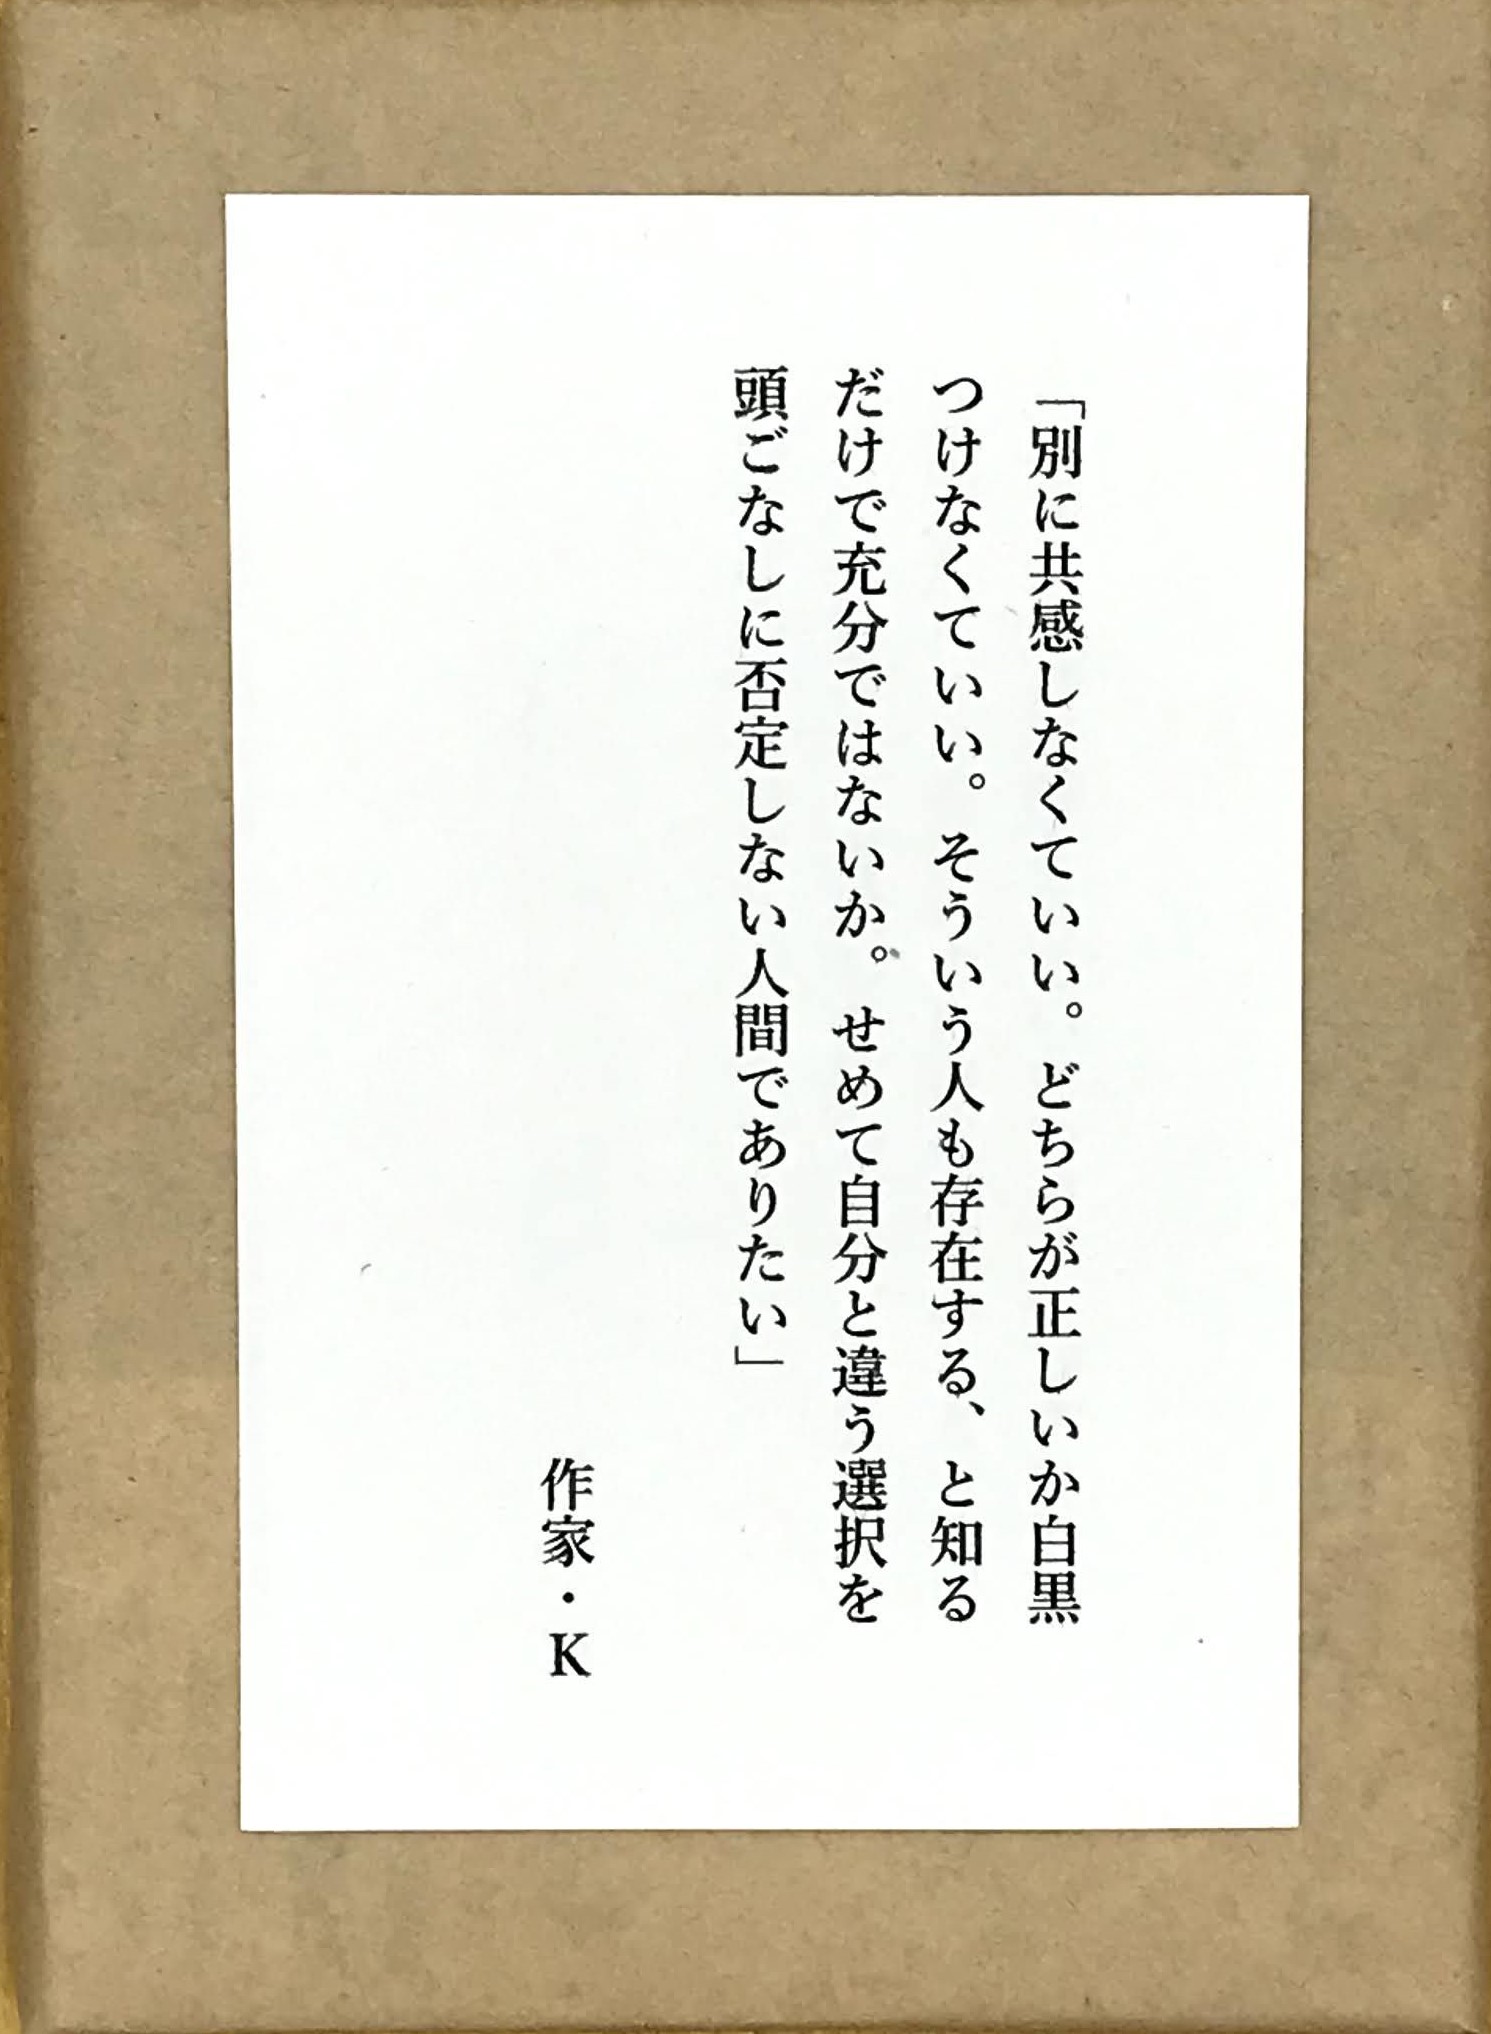 「別に共感しなくていい。どちらが正しいか白黒
つけなくていい。そういう人も存在する、と知る
だけで充分ではないか。せめて自分と違う選択を
頭ごなしに否定しない人間でありたい」
作家・K